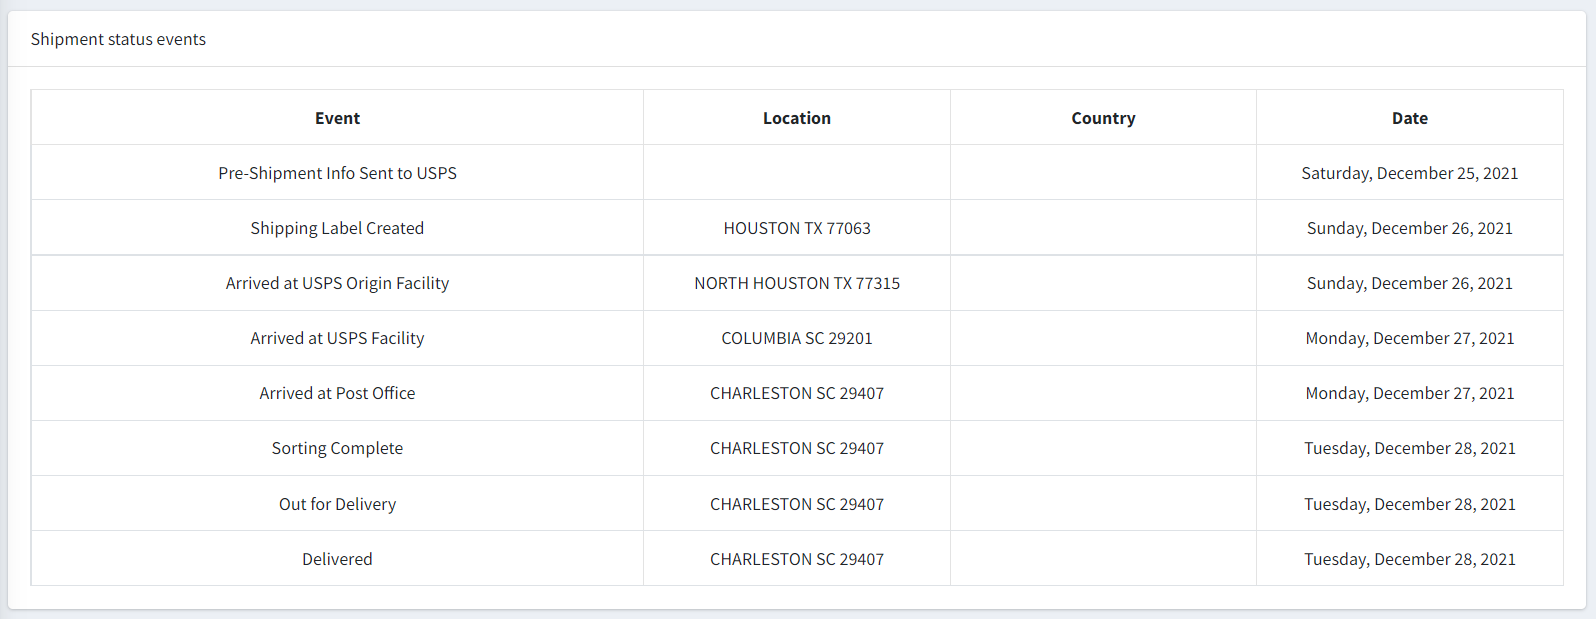 Shipment status events
Event Location Country Date
Pre-Shipment Info Sent to USPS Saturday, December 25, 2021
Shipping Label Created HOUSTON TX 77063 Sunday, December 26, 2021
Arrived at USPS Origin Facility NORTH HOUSTON TX 77315 Sunday, December 26, 2021
Arrived at USPS Facility COLUMBIA SC 29201 Monday, December 27, 2021
Arrived at Post Office CHARLESTON SC 29407 Monday, December 27, 2021
Sorting Complete CHARLESTON SC 29407 Tuesday, December 28, 2021
Out for Delivery CHARLESTON SC 29407 Tuesday, December 28, 2021
Delivered CHARLESTON SC 29407 Tuesday, December 28, 2021